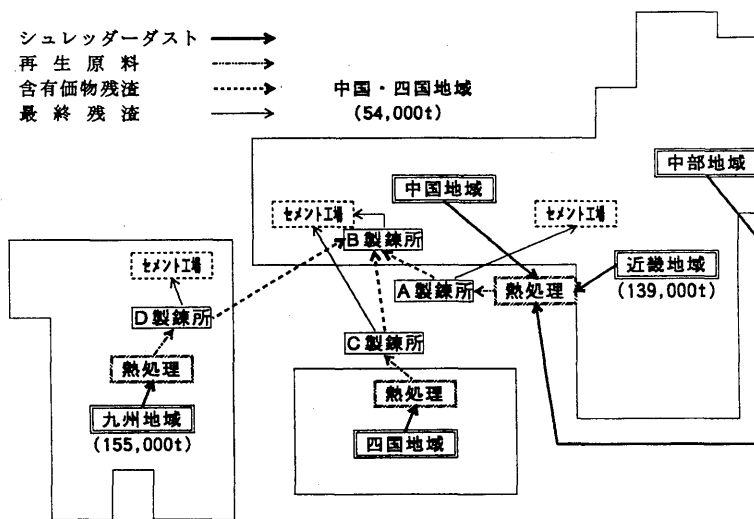 シュレッダーダスト
再生原料
含有価物残渣
最終残渣
中国・四国地域
(54,000t)
中部地域
中国地域
セメント工場
セメント工場
B製錬所
近畿地域
(139,000t)
セメント工場
A製錬所
熱処理
D製錬所
C製錬所
熱処理
熱処理
九州地域
(155,000t)
四国地域